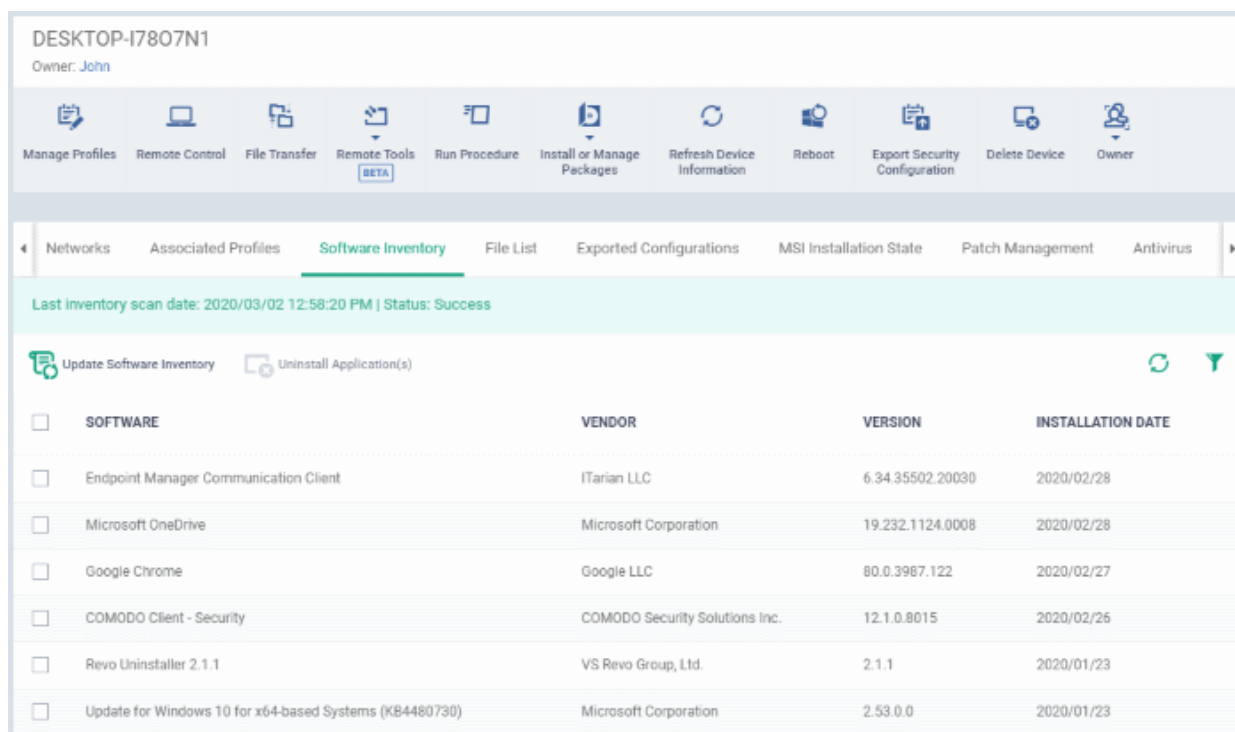 DESKTOP-I78O7N1
Owner: John
Manage Profiles
Remote Control
File Transfer
Remote Tools
BETA
Run Procedure
Install or Manage
Packages
Refresh Device
Information
Reboot
Export Security
Configuration
Delete Device
Owner
Networks Associated Profiles Software Inventory File List Exported Configurations MSI Installation State Patch Management Antivirus
Last inventory scan date: 2020/03/02 12:58:20 PM | Status: Success
Update Software Inventory Uninstall Application(s)
SOFTWARE VENDOR VERSION INSTALLATION DATE
Endpoint Manager Communication Client ITarian LLC 6.34.35502.20030 2020/02/28
Microsoft OneDrive Microsoft Corporation 19.232.1124.0008 2020/02/28
Google Chrome Google LLC 80.0.3987.122 2020/02/27
COMODO Client - Security COMODO Security Solutions Inc. 12.1.0.8015 2020/02/26
Revo Uninstaller 2.1.1 VS Revo Group, Ltd. 2.1.1 2020/01/23
Update for Windows 10 for x64-based Systems (KB4480730) Microsoft Corporation 2.53.0.0 2020/01/23